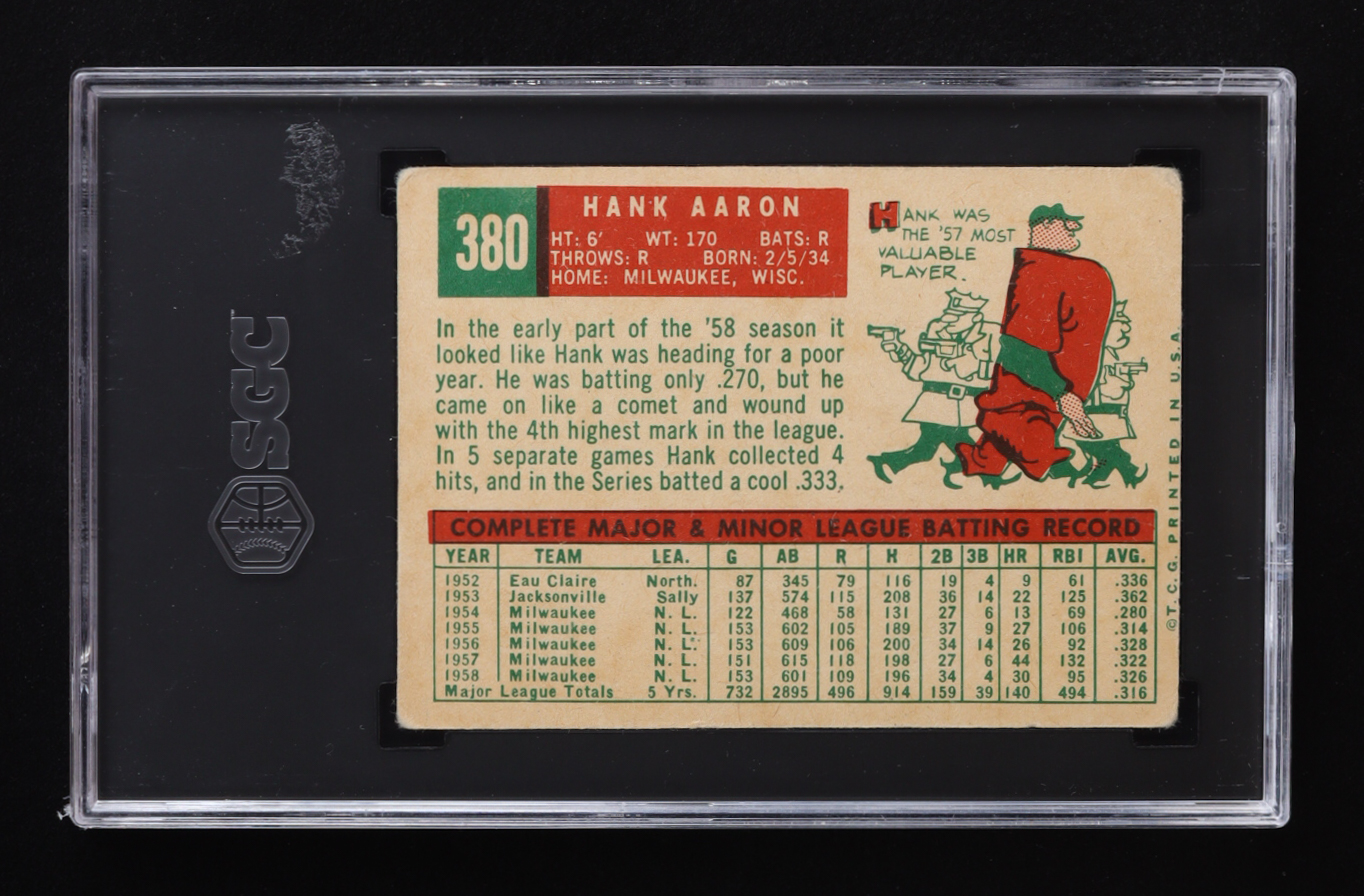 SGC
380
HANK AARON
HT: 6' WT: 170 BATS: R
THROWS: R BORN: 2/5/34
HOME: MILWAUKEE, WISC.
HANK WAS
THE '57 MOST
VALUABLE
PLAYER.
In the early part of the '58 season it
looked like Hank was heading for a poor
year. He was batting only .270, but he
came on like a comet and wound up
with the 4th highest mark in the league.
In 5 separate games Hank collected 4
hits, and in the Series batted a cool .333.
COMPLETE MAJOR & MINOR LEAGUE BATTING RECORD
YEAR TEAM LEA. G AB R H 2B 3B HR RBI AVG.
1952 Eau Claire North. 87 345 79 116 19 4 9 61 .336
1953 Jacksonville Sally 137 574 115 208 36 14 22 125 .362
1954 Milwaukee N. L. 122 468 58 131 27 6 13 69 .280
1955 Milwaukee N. L. 153 602 105 189 37 9 27 106 .314
1956 Milwaukee N. L. 153 609 106 200 34 14 26 92 .328
1957 Milwaukee N. L. 151 615 118 198 27 6 44 132 .322
1958 Milwaukee N. L. 153 601 109 196 34 4 30 95 .326
Major League Totals 5 Yrs. 732 2895 496 914 159 39 140 494 .316
©T. C. G. PRINTED IN U.S.A.